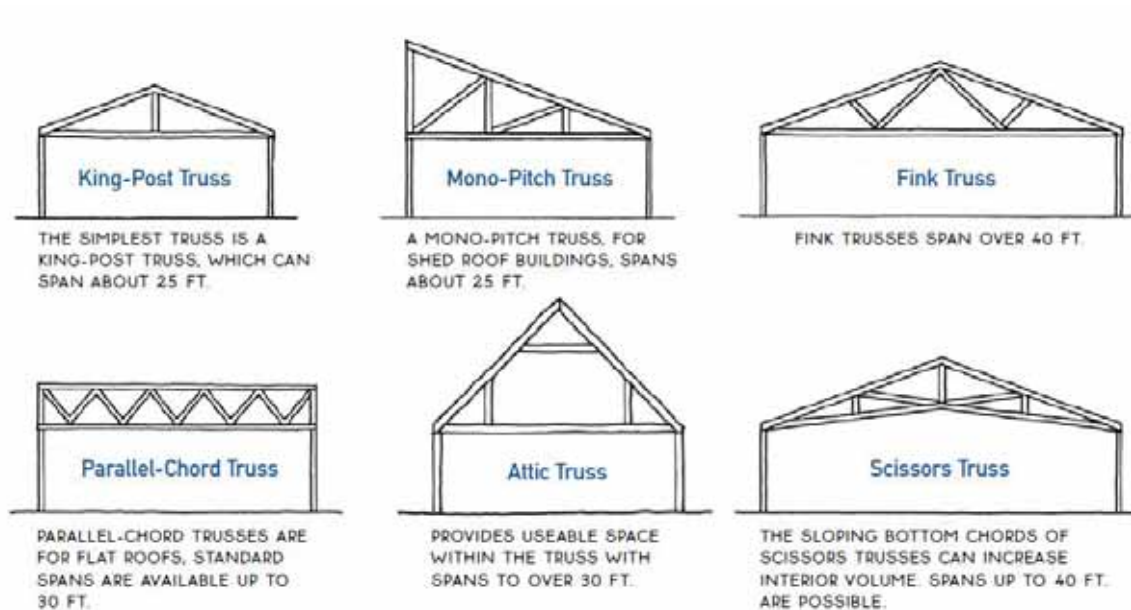 King-Post Truss
THE SIMPLEST TRUSS IS A
KING-POST TRUSS, WHICH CAN
SPAN ABOUT 25 FT.
Mono-Pitch Truss
A MONO-PITCH TRUSS, FOR
SHED ROOF BUILDINGS, SPANS
ABOUT 25 FT.
Fink Truss
FINK TRUSSES SPAN OVER 40 FT.
Parallel-Chord Truss
PARALLEL-CHORD TRUSSES ARE
FOR FLAT ROOFS, STANDARD
SPANS ARE AVAILABLE UP TO
30 FT.
Attic Truss
PROVIDES USEABLE SPACE
WITHIN THE TRUSS WITH
SPANS TO OVER 30 FT.
Scissors Truss
THE SLOPING BOTTOM CHORDS OF
SCISSORS TRUSSES CAN INCREASE
INTERIOR VOLUME. SPANS UP TO 40 FT.
ARE POSSIBLE.